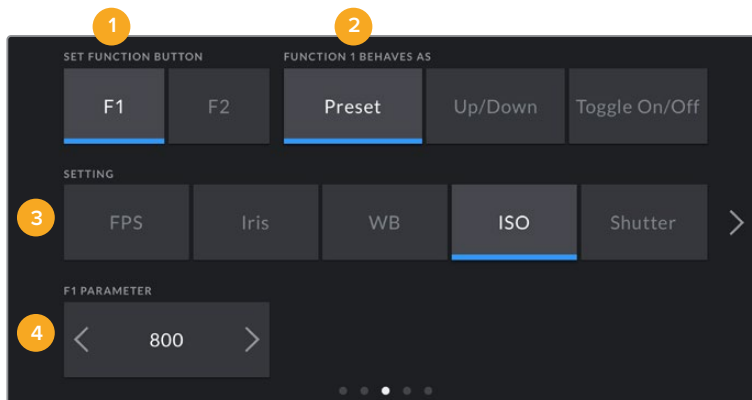 1 2
SET FUNCTION BUTTON FUNCTION 1 BEHAVES AS
F1 F2 Preset Up/Down Toggle On/Off
SETTING
3 FPS Iris WB ISO Shutter
F1 PARAMETER
4 800